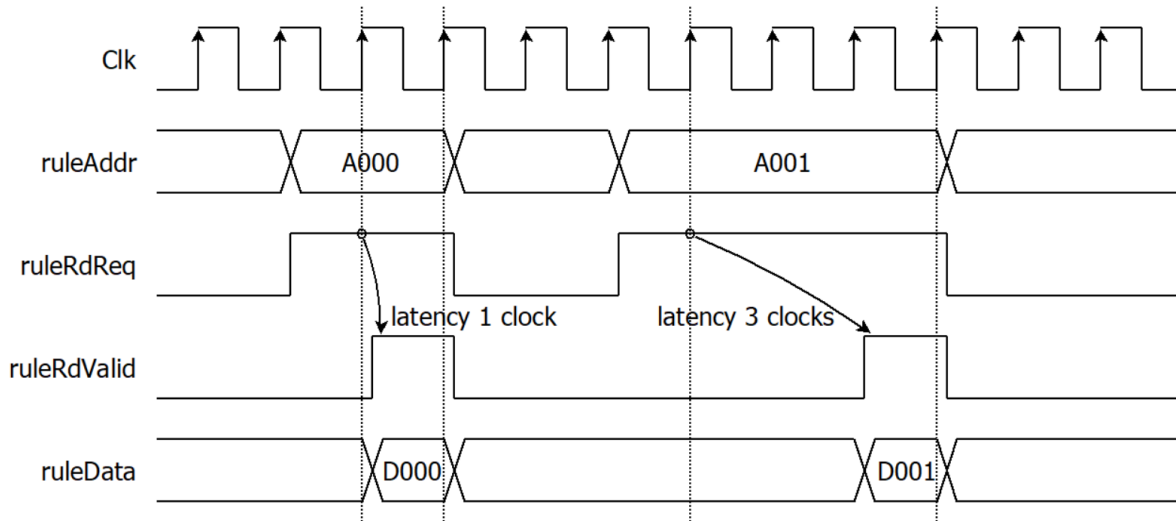 Clk
ruleAddr
A000
A001
ruleRdReq
latency 1 clock
latency 3 clocks
ruleRdValid
ruleData
D000
D001